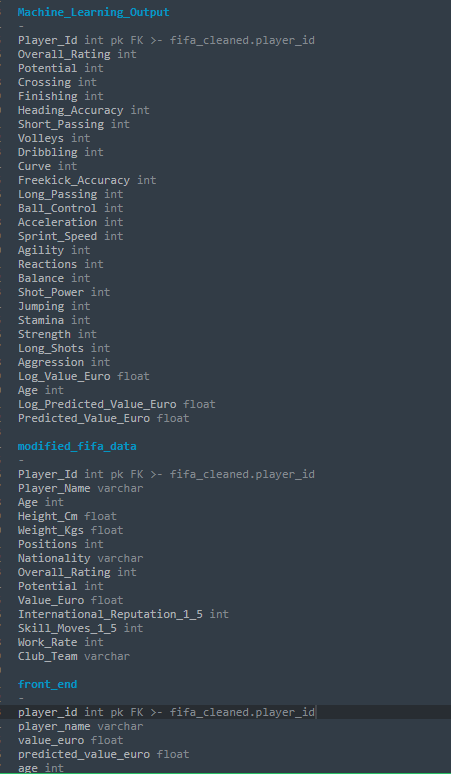 Machine_Learning_Output
-
Player_Id int pk FK >- fifa_cleaned.player_id
Overall_Rating int
Potential int
Crossing int
Finishing int
Heading_Accuracy int
Short_Passing int
Volleys int
Dribbling int
Curve int
Freekick_Accuracy int
Long_Passing int
Ball_Control int
Acceleration int
Sprint_Speed int
Agility int
Reactions int
Balance int
Shot_Power int
Jumping int
Stamina int
Strength int
Long_Shots int
Aggression int
Log_Value_Euro float
Age int
Log_Predicted_Value_Euro float
Predicted_Value_Euro float
modified_fifa_data
-
Player_Id int pk FK >- fifa_cleaned.player_id
Player_Name varchar
Age int
Height_Cm float
Weight_Kgs float
Positions int
Nationality varchar
Overall_Rating int
Potential int
Value_Euro float
International_Reputation_1_5 int
Skill_Moves_1_5 int
Work_Rate int
Club_Team varchar
front_end
-
player_id int pk FK >- fifa_cleaned.player_id
player_name varchar
value_euro float
predicted_value_euro float
age int